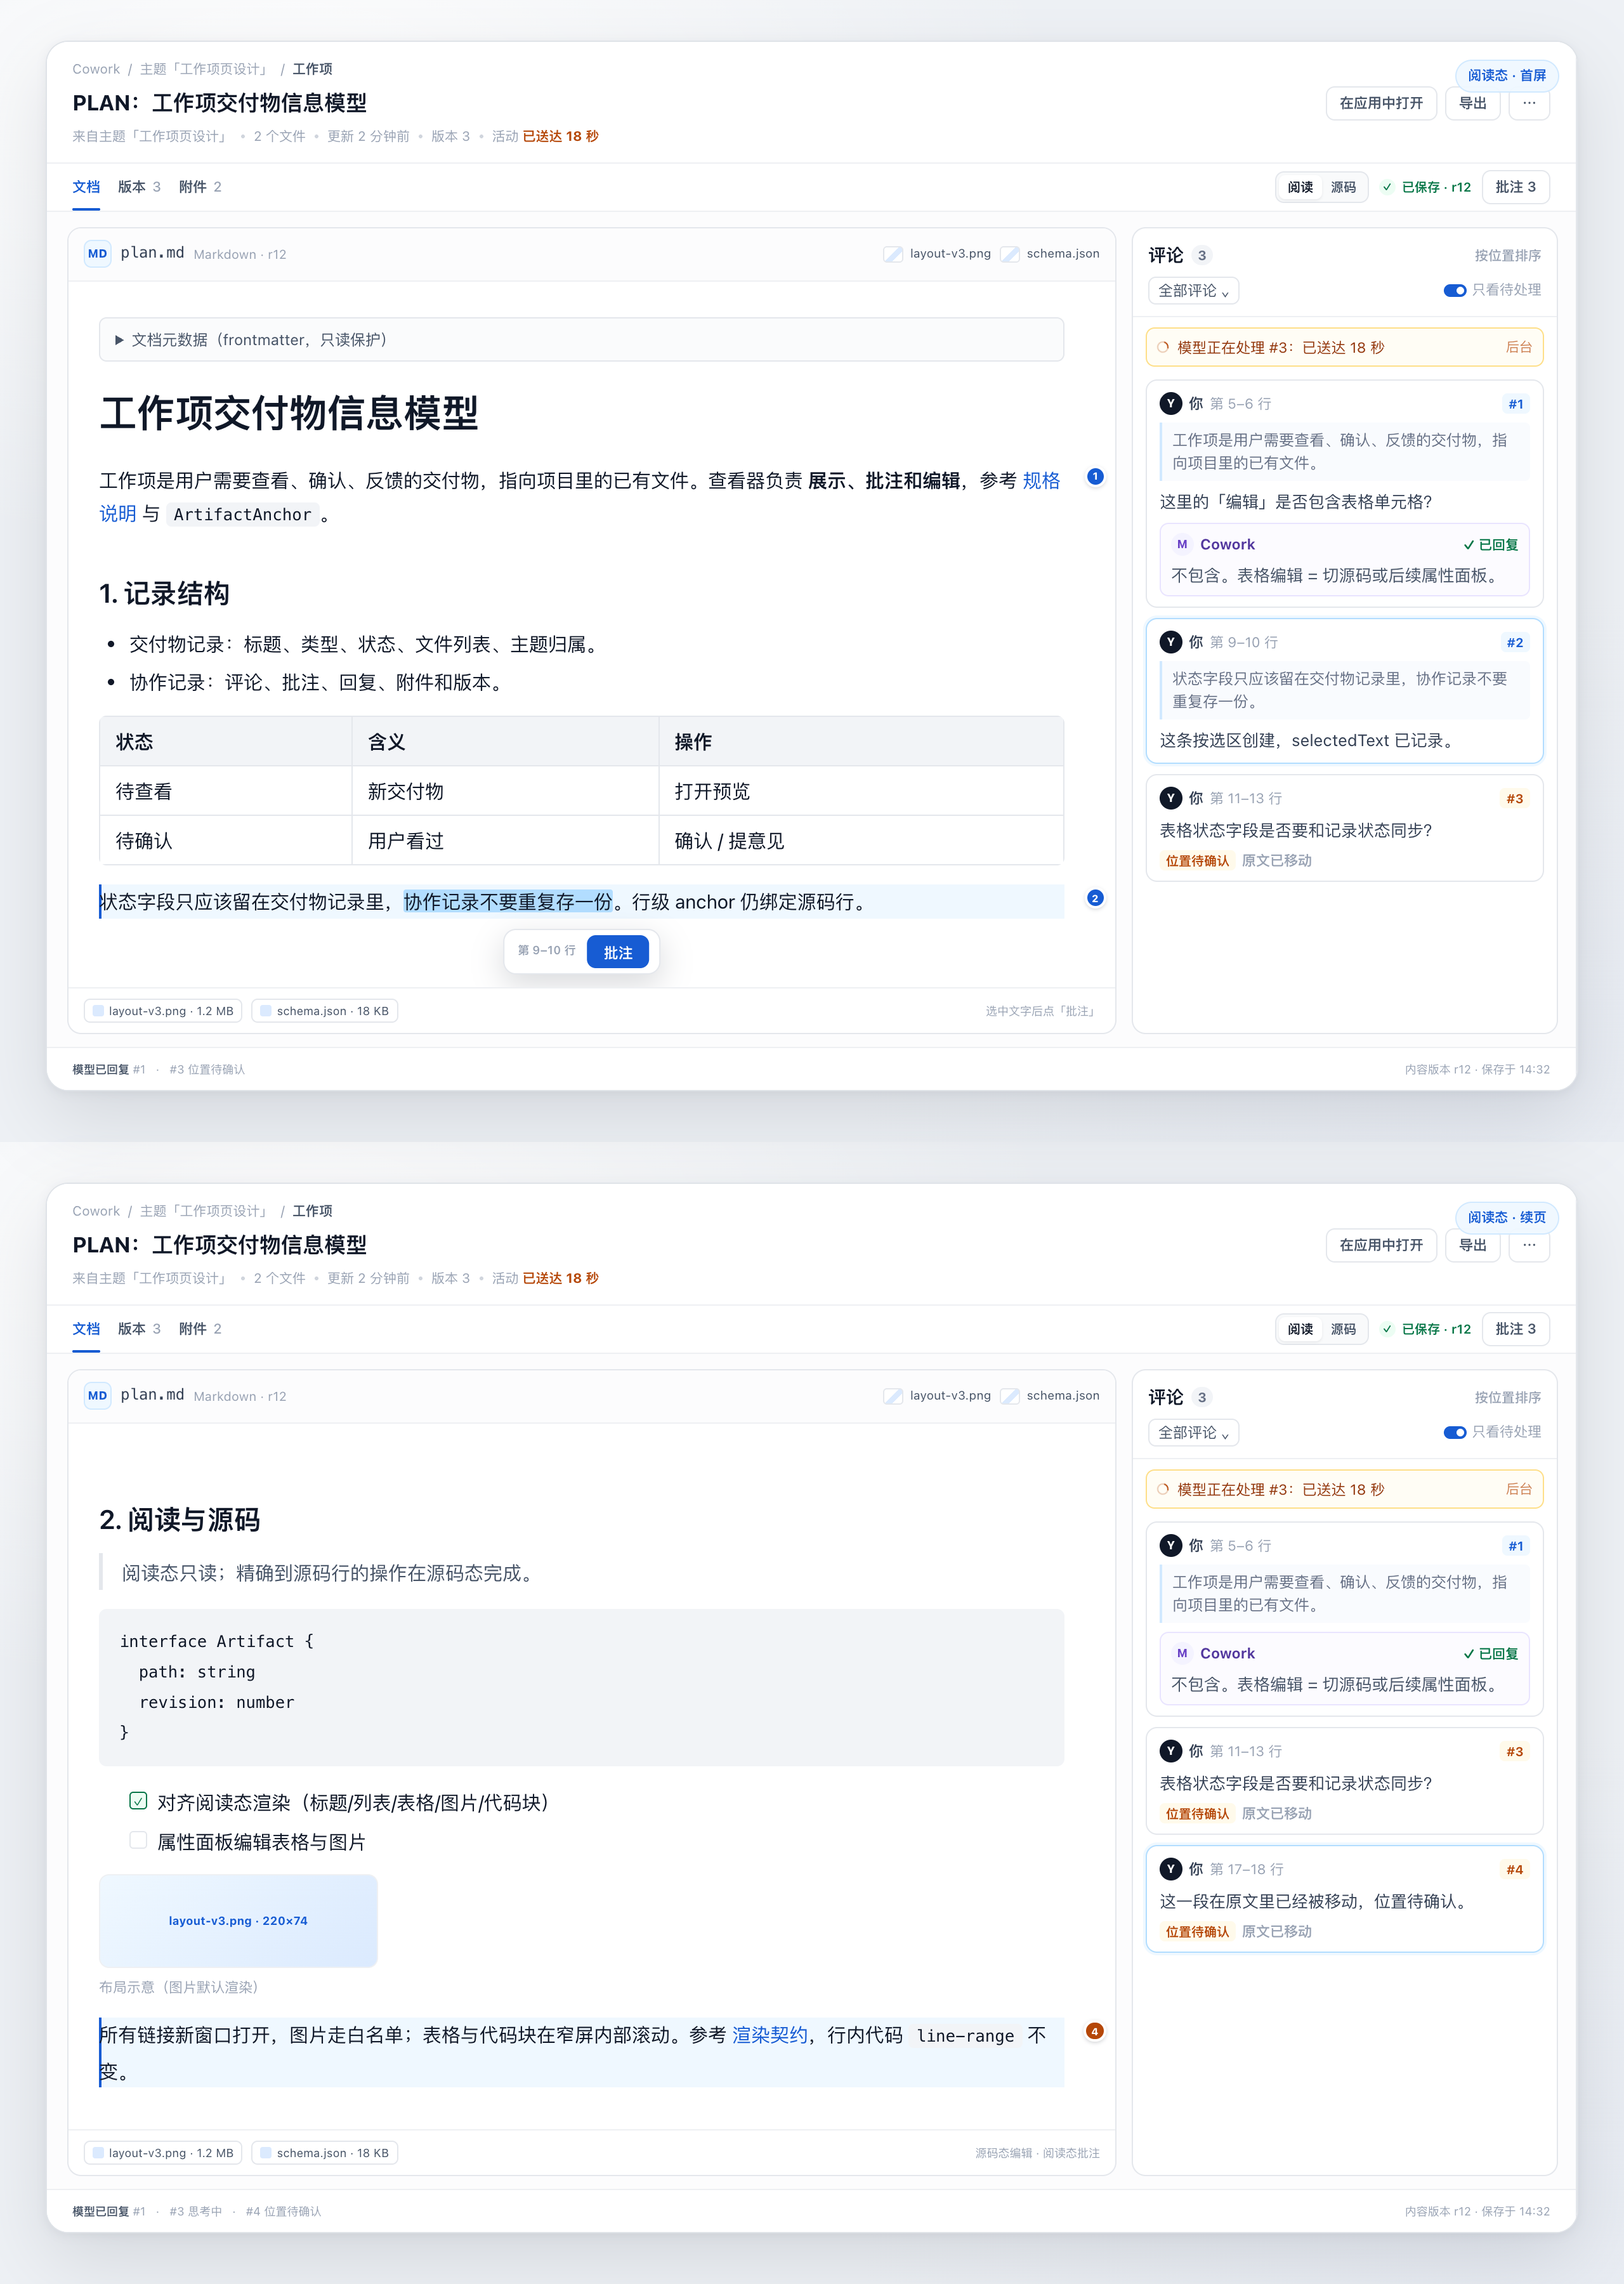 Cowork / 主题「工作项页设计」 / 工作项
阅读态 · 首屏
PLAN：工作项交付物信息模型
在应用中打开 导出 ···
来自主题「工作项页设计」 • 2 个文件 • 更新 2 分钟前 • 版本 3 • 活动 已送达 18 秒
文档 版本 3 附件 2
阅读 源码 ✓ 已保存 · r12 批注 3
MD plan.md Markdown · r12
layout-v3.png schema.json
▶ 文档元数据（frontmatter，只读保护）
工作项交付物信息模型
工作项是用户需要查看、确认、反馈的交付物，指向项目里的已有文件。查看器负责 展示、批注和编辑，参考 规格
说明 与 ArtifactAnchor 。
1
1. 记录结构
• 交付物记录：标题、类型、状态、文件列表、主题归属。
• 协作记录：评论、批注、回复、附件和版本。
状态 含义 操作
待查看 新交付物 打开预览
待确认 用户看过 确认 / 提意见
状态字段只应该留在交付物记录里，协作记录不要重复存一份。行级 anchor 仍绑定源码行。
2
第 9–10 行 批注
layout-v3.png · 1.2 MB schema.json · 18 KB
选中文字后点「批注」
评论 3 按位置排序
全部评论 只看待处理
模型正在处理 #3：已送达 18 秒 后台
Y 你 第 5–6 行 #1
工作项是用户需要查看、确认、反馈的交付物，指
向项目里的已有文件。
这里的「编辑」是否包含表格单元格？
M Cowork ✓ 已回复
不包含。表格编辑 = 切源码或后续属性面板。
Y 你 第 9–10 行 #2
状态字段只应该留在交付物记录里，协作记录不要
重复存一份。
这条按选区创建，selectedText 已记录。
Y 你 第 11–13 行 #3
表格状态字段是否要和记录状态同步？
位置待确认 原文已移动
模型已回复 #1 · #3 位置待确认
内容版本 r12 · 保存于 14:32
Cowork / 主题「工作项页设计」 / 工作项
阅读态 · 续页
PLAN：工作项交付物信息模型
在应用中打开 导出 ···
来自主题「工作项页设计」 • 2 个文件 • 更新 2 分钟前 • 版本 3 • 活动 已送达 18 秒
文档 版本 3 附件 2
阅读 源码 ✓ 已保存 · r12 批注 3
MD plan.md Markdown · r12
layout-v3.png schema.json
2. 阅读与源码
阅读态只读；精确到源码行的操作在源码态完成。
interface Artifact {
path: string
revision: number
}
对齐阅读态渲染（标题/列表/表格/图片/代码块）
属性面板编辑表格与图片
layout-v3.png · 220×74
布局示意（图片默认渲染）
所有链接新窗口打开，图片走白名单；表格与代码块在窄屏内部滚动。参考 渲染契约，行内代码 line-range 不
变。
4
layout-v3.png · 1.2 MB schema.json · 18 KB
源码态编辑 · 阅读态批注
评论 3 按位置排序
全部评论 只看待处理
模型正在处理 #3：已送达 18 秒 后台
Y 你 第 5–6 行 #1
工作项是用户需要查看、确认、反馈的交付物，指
向项目里的已有文件。
M Cowork ✓ 已回复
不包含。表格编辑 = 切源码或后续属性面板。
Y 你 第 11–13 行 #3
表格状态字段是否要和记录状态同步？
位置待确认 原文已移动
Y 你 第 17–18 行 #4
这一段在原文里已经被移动，位置待确认。
位置待确认 原文已移动
模型已回复 #1 · #3 思考中 · #4 位置待确认
内容版本 r12 · 保存于 14:32